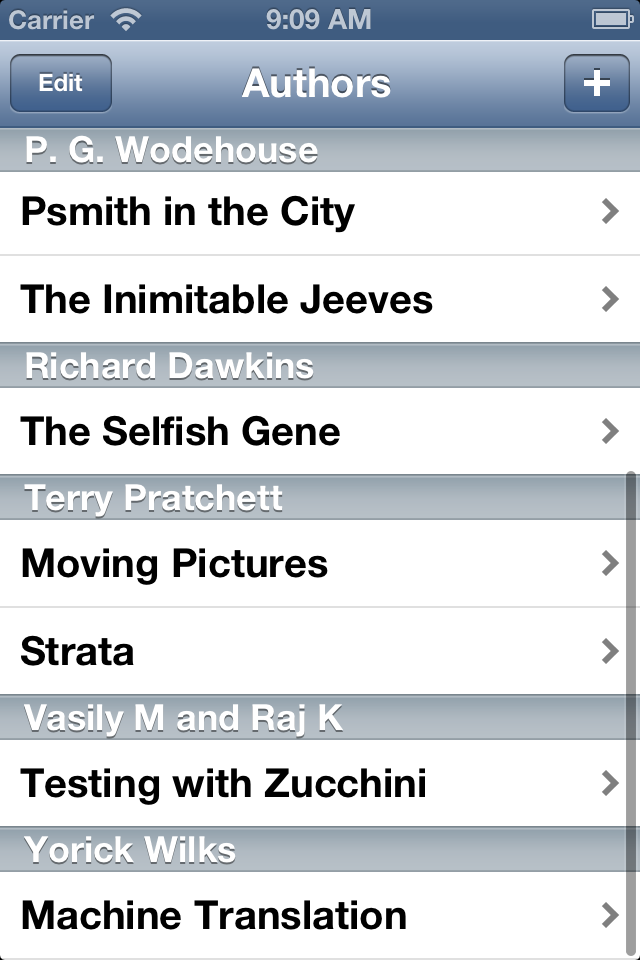 Carrier 9:09 AM
Edit Authors +
P. G. Wodehouse
Psmith in the City
The Inimitable Jeeves
Richard Dawkins
The Selfish Gene
Terry Pratchett
Moving Pictures
Strata
Vasily M and Raj K
Testing with Zucchini
Yorick Wilks
Machine Translation